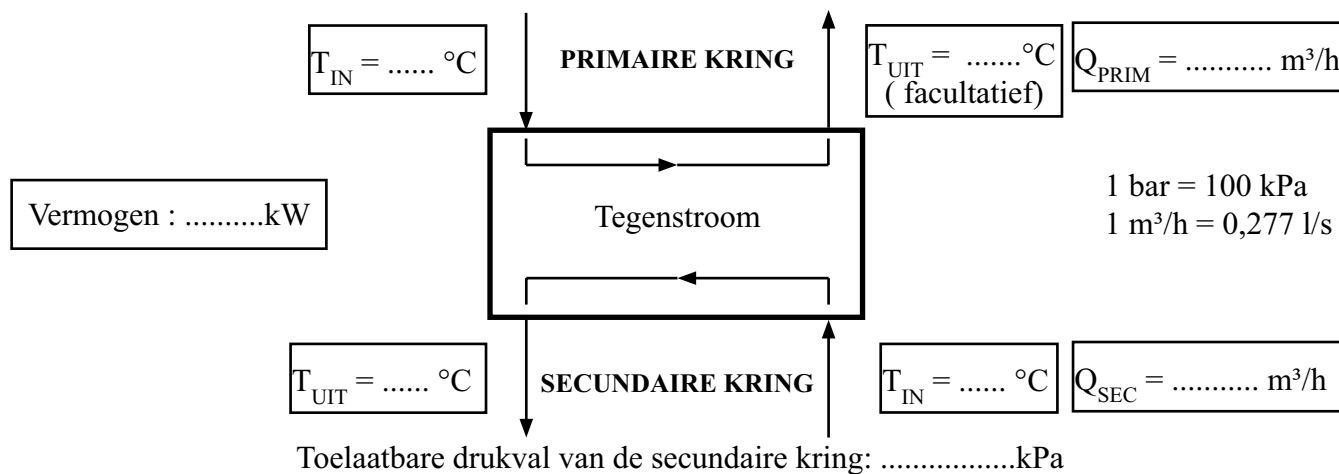 T_IN = ...... °C
PRIMAIRE KRING
T_UIT = .......°C
( facultatief)
Q_PRIM = ........... m³/h
Vermogen : ..........kW
Tegenstroom
1 bar = 100 kPa
1 m³/h = 0,277 l/s
T_UIT = ...... °C
SECUNDAIRE KRING
T_IN = ...... °C
Q_SEC = ........... m³/h
Toelaatbare drukval van de secundaire kring: .................kPa